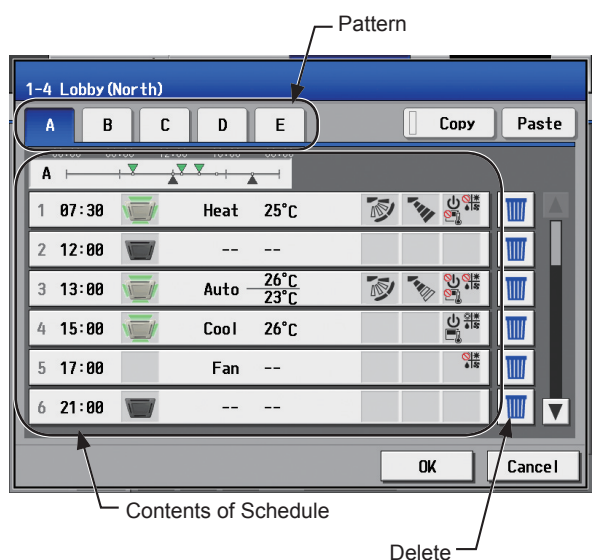 Pattern
1-4 Lobby(North)
A B C D E Copy Paste
A
1 07:30 Heat 25°C
2 12:00 -- --
3 13:00 Auto 26°C
23°C
4 15:00 Cool 26°C
5 17:00 Fan --
6 21:00 -- --
OK Cancel
Contents of Schedule
Delete